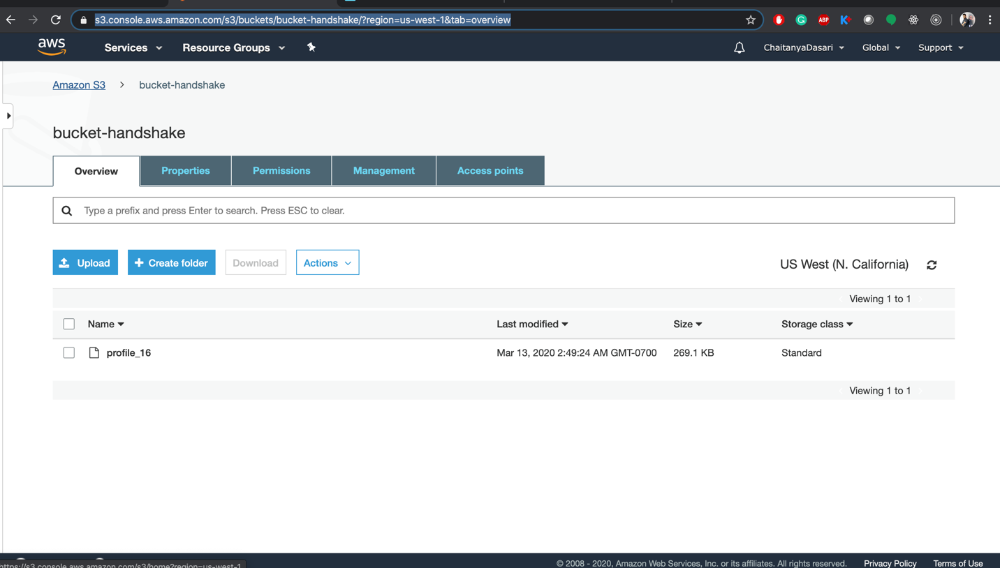 s3.console.aws.amazon.com/s3/buckets/bucket-handshake/?region=us-west-1&tab=overview
ABP
aws Services Resource Groups ChaitanyaDasari Global Support
Amazon S3 > bucket-handshake
bucket-handshake
Overview Properties Permissions Management Access points
Type a prefix and press Enter to search. Press ESC to clear.
Upload + Create folder Download Actions US West (N. California)
Viewing 1 to 1
Name Last modified Size Storage class
profile_16 Mar 13, 2020 2:49:24 AM GMT-0700 269.1 KB Standard
Viewing 1 to 1
© 2008 - 2020, Amazon Web Services, Inc. or its affiliates. All rights reserved. Privacy Policy Terms of Use
https://s3.console.aws.amazon.com/s3/home?region=us-west-1